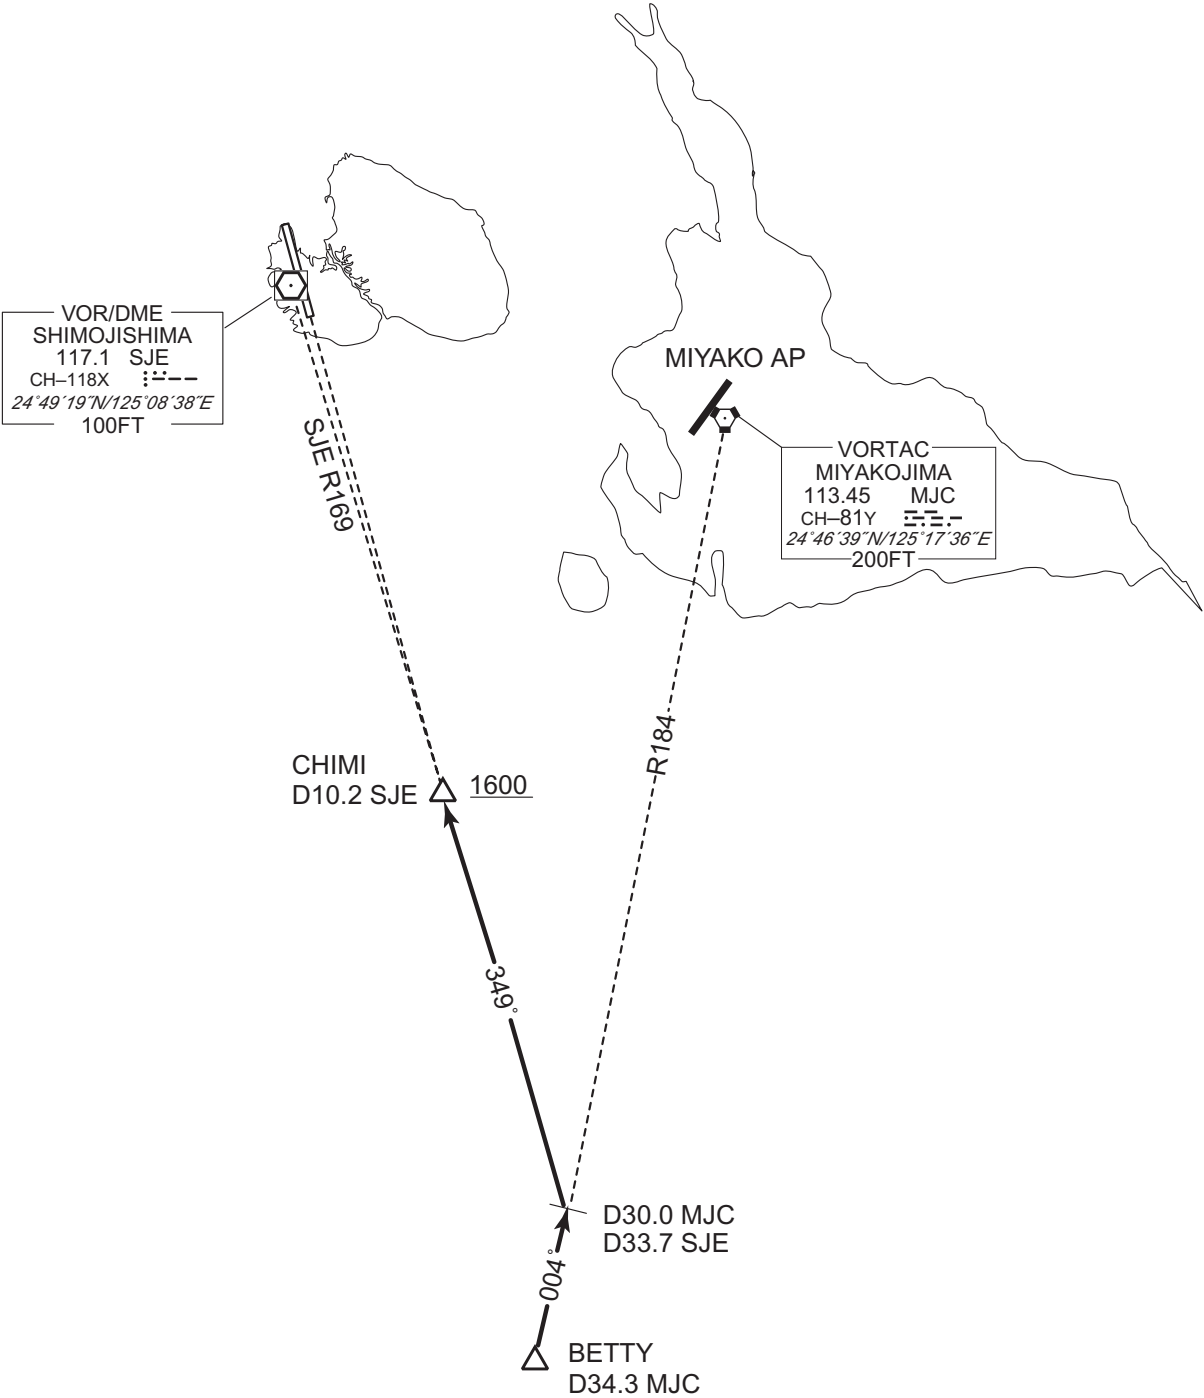 VOR/DME
SHIMOJISHIMA
117.1 SJE
CH–118X
24°49´19˝N/125°08´38˝E
100FT
MIYAKO AP
SJE R169
VORTAC
MIYAKOJIMA
113.45 MJC
CH–81Y
24°46´39˝N/125°17´36˝E
200FT
R184
CHIMI
D10.2 SJE
1600
349°
D30.0 MJC
D33.7 SJE
004°
BETTY
D34.3 MJC